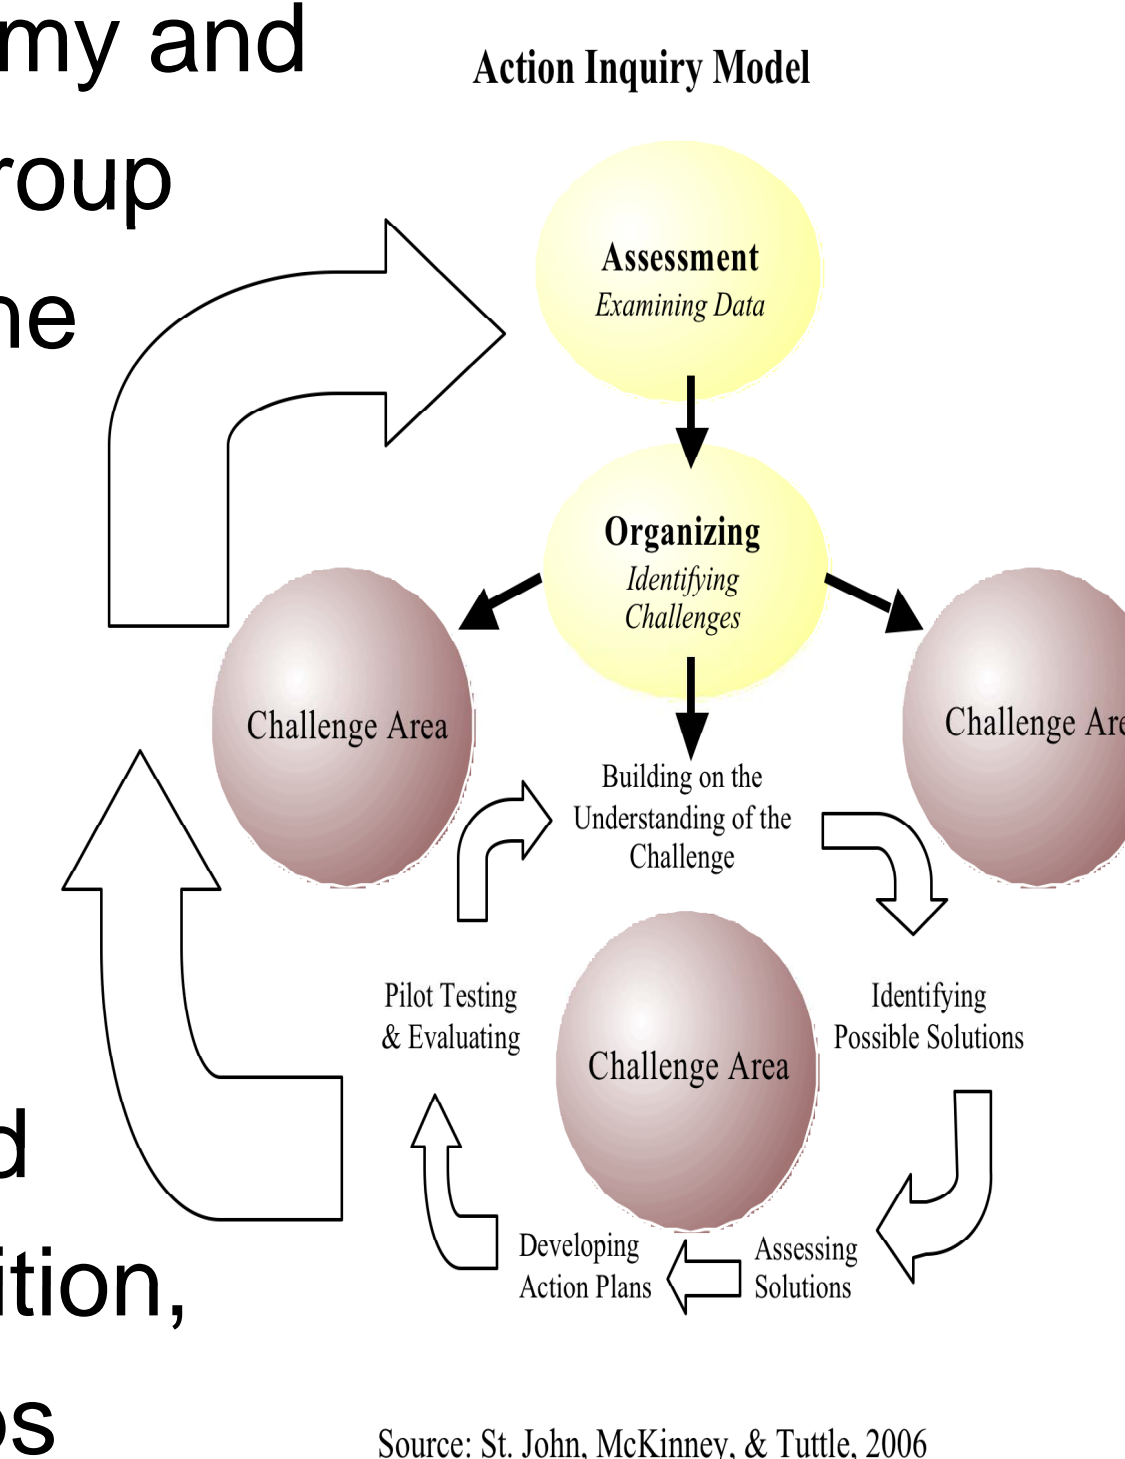 my and
roup
ne
d
ition,
os
Action Inquiry Model
Assessment
Examining Data
Organizing
Identifying
Challenges
Challenge Area
Challenge Are
Building on the
Understanding of the
Challenge
Pilot Testing
& Evaluating
Challenge Area
Identifying
Possible Solutions
Developing
Action Plans
Assessing
Solutions
Source: St. John, McKinney, & Tuttle, 2006